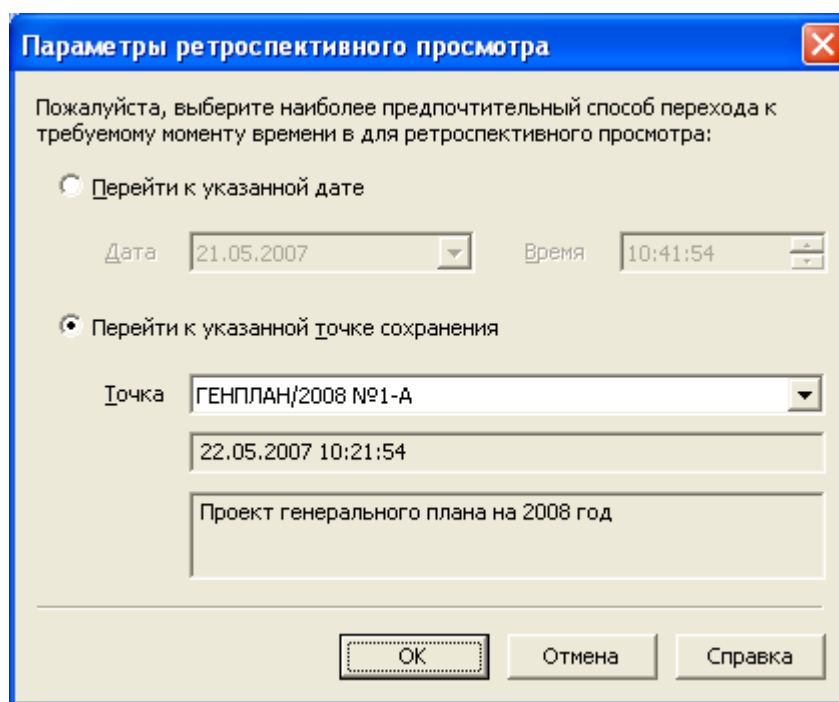 Параметры ретроспективного просмотра
Пожалуйста, выберите наиболее предпочтительный способ перехода к
требуемому моменту времени в для ретроспективного просмотра:
Перейти к указанной дате
Дата 21.05.2007 Время 10:41:54
Перейти к указанной точке сохранения
Точка ГЕНПЛАН/2008 №1-А
22.05.2007 10:21:54
Проект генерального плана на 2008 год
ОК Отмена Справка